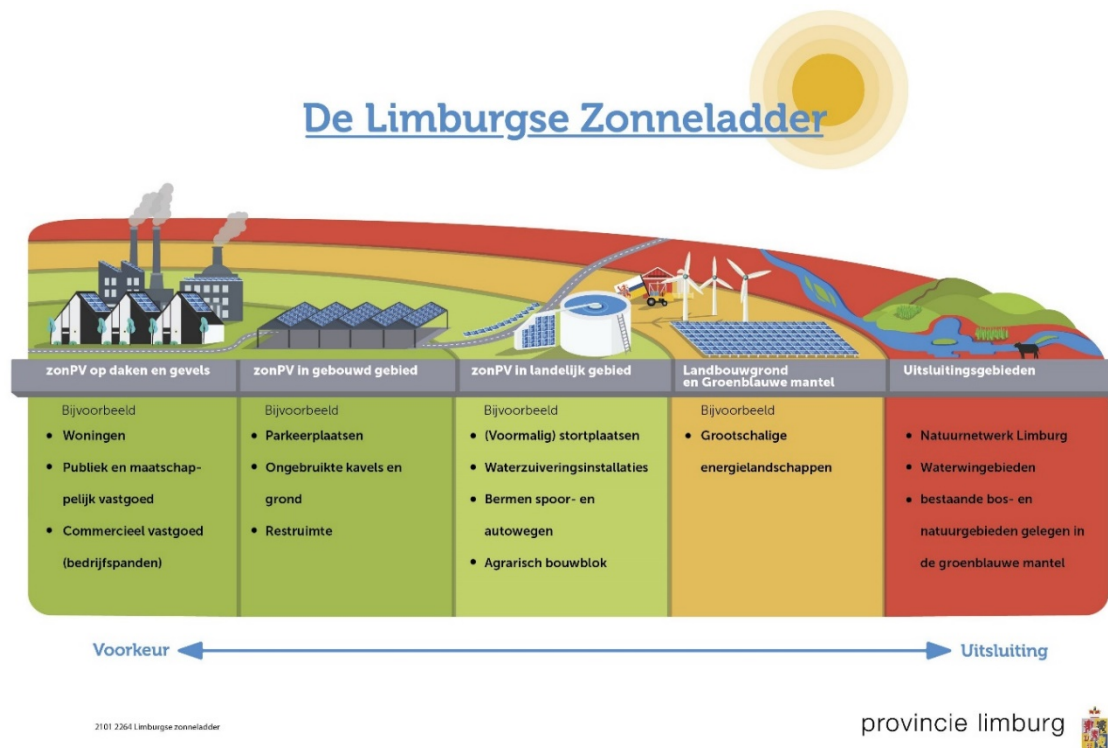 De Limburgse Zonneladder
zonPV op daken en gevels
Bijvoorbeeld
• Woningen
• Publiek en maatschap-
pelijk vastgoed
• Commercieel vastgoed
(bedrijfspanden)
zonPV in gebouwd gebied
Bijvoorbeeld
• Parkeerplaatsen
• Ongebruikte kavels en
grond
• Restruimte
zonPV in landelijk gebied
Bijvoorbeeld
• (Voormalig) stortplaatsen
• Waterzuiveringsinstallaties
• Bermen spoor- en
autowegen
• Agrarisch bouwblok
Landbouwgrond
en Groenblauwe mantel
Bijvoorbeeld
• Grootschalige
energielandschappen
Uitsluitingsgebieden
• Natuurnetwerk Limburg
• Waterwingebieden
• bestaande bos- en
natuurgebieden gelegen in
de groenblauwe mantel
Voorkeur
Uitsluiting
2101 2264 Limburgse zonneladder
provincie limburg